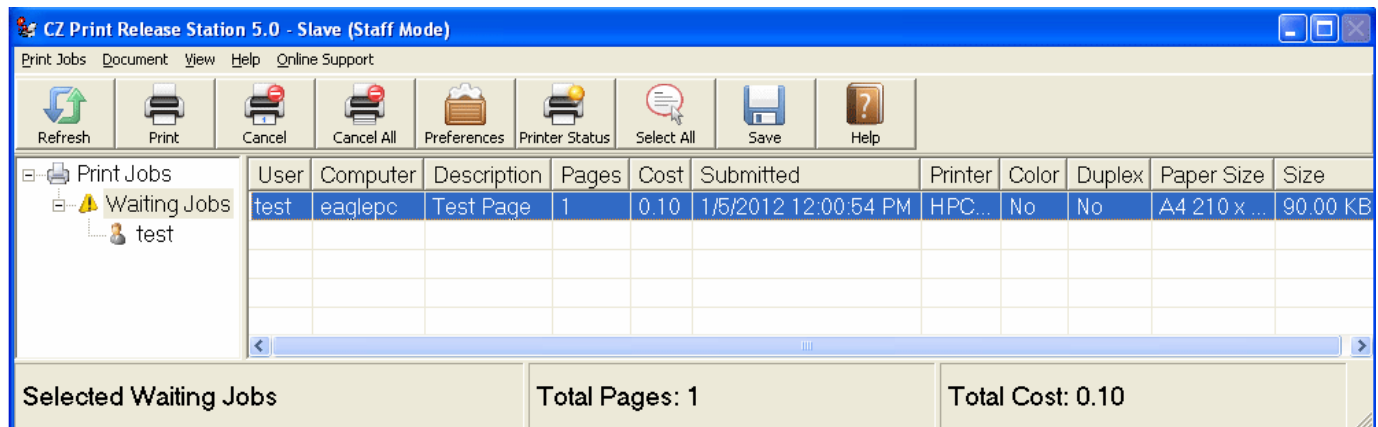 CZ Print Release Station 5.0 - Slave (Staff Mode)
Print Jobs Document View Help Online Support
Refresh Print Cancel Cancel All Preferences Printer Status Select All Save Help
Print Jobs User Computer Description Pages Cost Submitted Printer Color Duplex Paper Size Size
Waiting Jobs test eaglepc Test Page 1 0.10 1/5/2012 12:00:54 PM HPC... No No A4 210 x ... 90.00 KB
test
Selected Waiting Jobs Total Pages: 1 Total Cost: 0.10